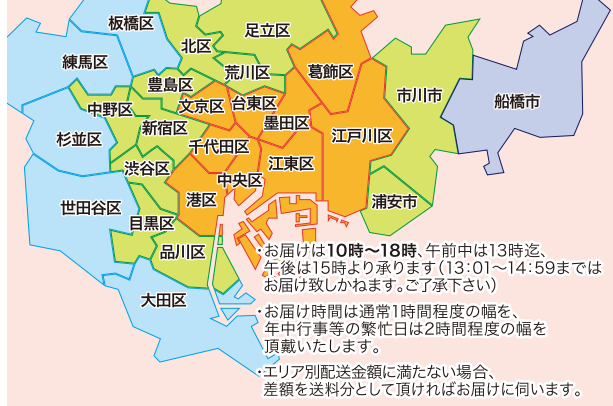 板橋区
足立区
北区
練馬区
荒川区
葛飾区
豊島区
市川市
船橋市
中野区
文京区
台東区
墨田区
新宿区
杉並区
江戸川区
千代田区
渋谷区
江東区
中央区
港区
世田谷区
浦安市
目黒区
品川区
大田区
・お届けは10時〜18時、午前中は13時迄、
午後は15時より承ります(13:01〜14:59までは
お届け致しかねます。ご了承下さい)
・お届け時間は通常1時間程度の幅を、
年中行事等の繁忙日は2時間程度の幅を
頂戴いたします。
・エリア別配送金額に満たない場合、
差額を送料分として頂ければお届けに伺います。